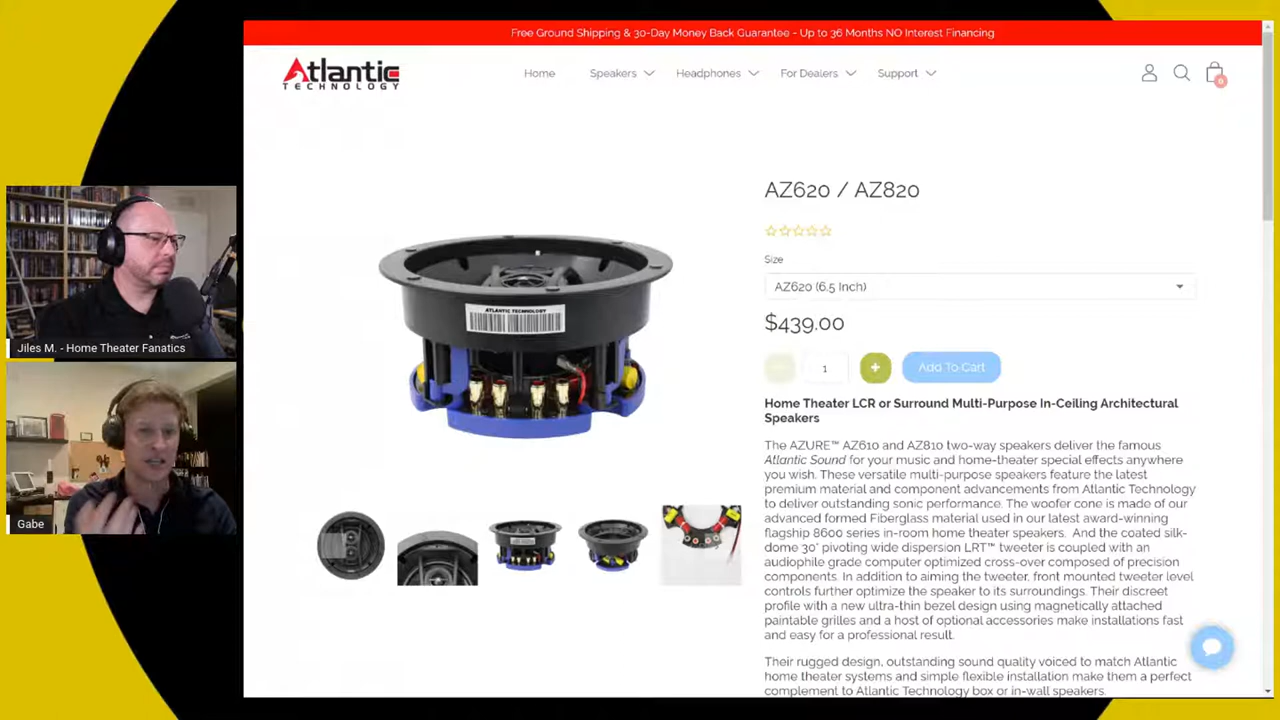 Free Ground Shipping & 30-Day Money Back Guarantee - Up to 36 Months NO Interest Financing
Atlantic
TECHNOLOGY
Home
Speakers
Headphones
For Dealers
Support
0
AZ620 / AZ820
Size
AZ620 (6.5 Inch)
$439.00
1
+
Add To Cart
Home Theater LCR or Surround Multi-Purpose In-Ceiling Architectural
Speakers
The AZURE™ AZ610 and AZ810 two-way speakers deliver the famous
Atlantic Sound for your music and home-theater special effects anywhere
you wish. These versatile multi-purpose speakers feature the latest
premium material and component advancements from Atlantic Technology
to deliver outstanding sonic performance. The woofer cone is made of our
advanced formed Fiberglass material used in our latest award-winning
flagship 8600 series in-room home theater speakers.  And the coated silk-
dome 30° pivoting wide dispersion LRT™ tweeter is coupled with an
audiophile grade computer optimized cross-over composed of precision
components. In addition to aiming the tweeter, front mounted tweeter level
controls further optimize the speaker to its surroundings. Their discreet
profile with a new ultra-thin bezel design using magnetically attached
paintable grilles and a host of optional accessories make installations fast
and easy for a professional result.
Their rugged design, outstanding sound quality voiced to match Atlantic
home theater systems and simple flexible installation make them a perfect
complement to Atlantic Technology box or in-wall speakers.
ATLANTIC TECHNOLOGY
Jiles M. - Home Theater Fanatics
Gabe